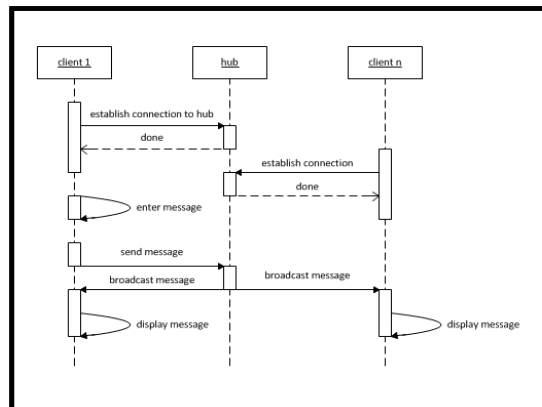 client 1
hub
client n
establish connection to hub
done
establish connection
done
enter message
send message
broadcast message
broadcast message
display message
display message